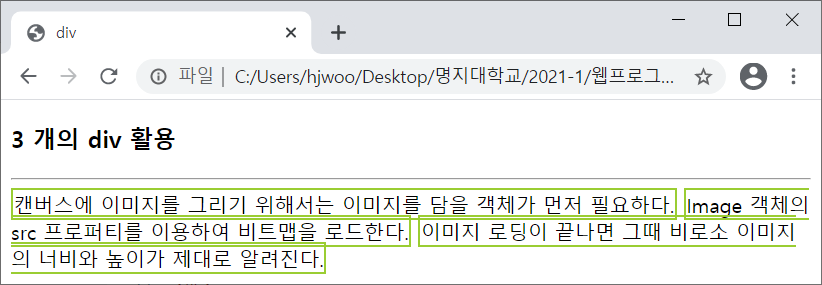 div
파일 | C:/Users/hjwoo/Desktop/명지대학교/2021-1/웹프로그...
3 개의 div 활용
캔버스에 이미지를 그리기 위해서는 이미지를 담을 객체가 먼저 필요하다. Image 객체의
src 프로퍼티를 이용하여 비트맵을 로드한다. 이미지 로딩이 끝나면 그때 비로소 이미지
의 너비와 높이가 제대로 알려진다.